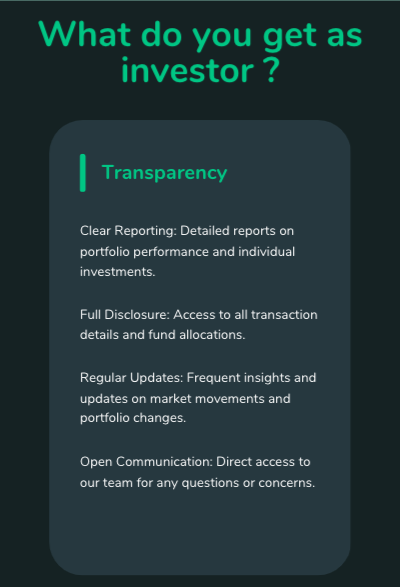 What do you get as
investor ?
Transparency
Clear Reporting: Detailed reports on
portfolio performance and individual
investments.
Full Disclosure: Access to all transaction
details and fund allocations.
Regular Updates: Frequent insights and
updates on market movements and
portfolio changes.
Open Communication: Direct access to
our team for any questions or concerns.